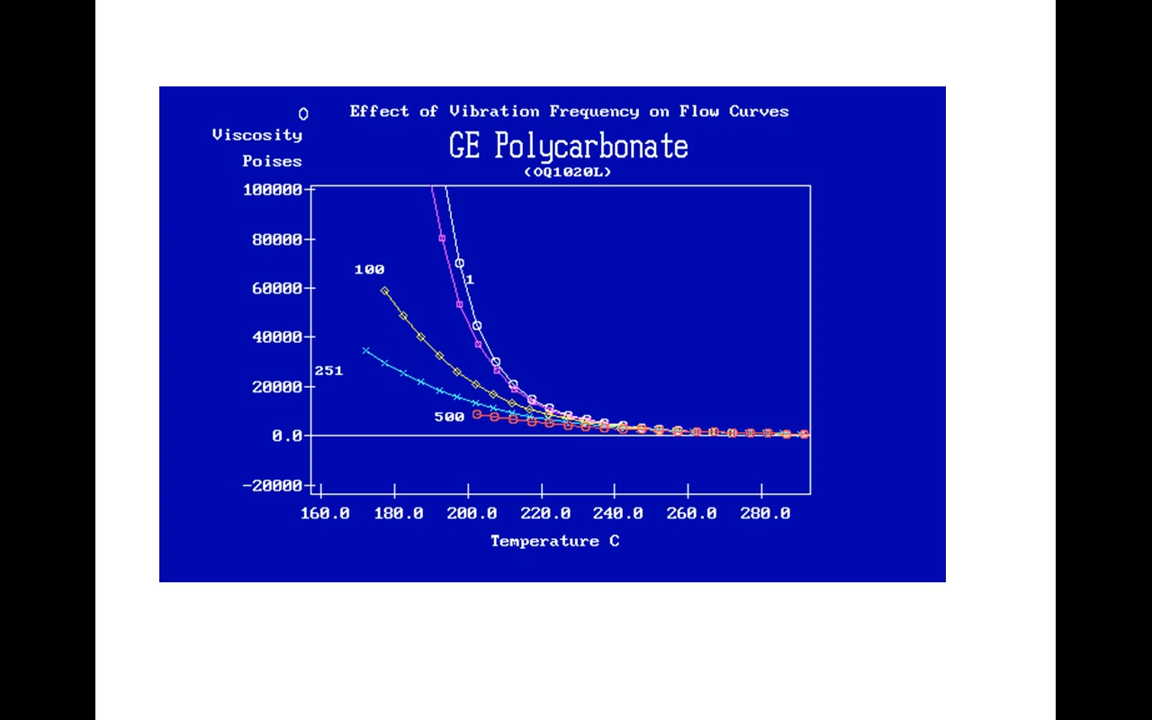 O
Effect of Vibration Frequency on Flow Curves
Viscosity
GE Polycarbonate
Poises
(OQ1020L)
100000
80000
100
1
60000
40000
251
20000
500
0.0
-20000
160.0 180.0 200.0 220.0 240.0 260.0 280.0
Temperature C